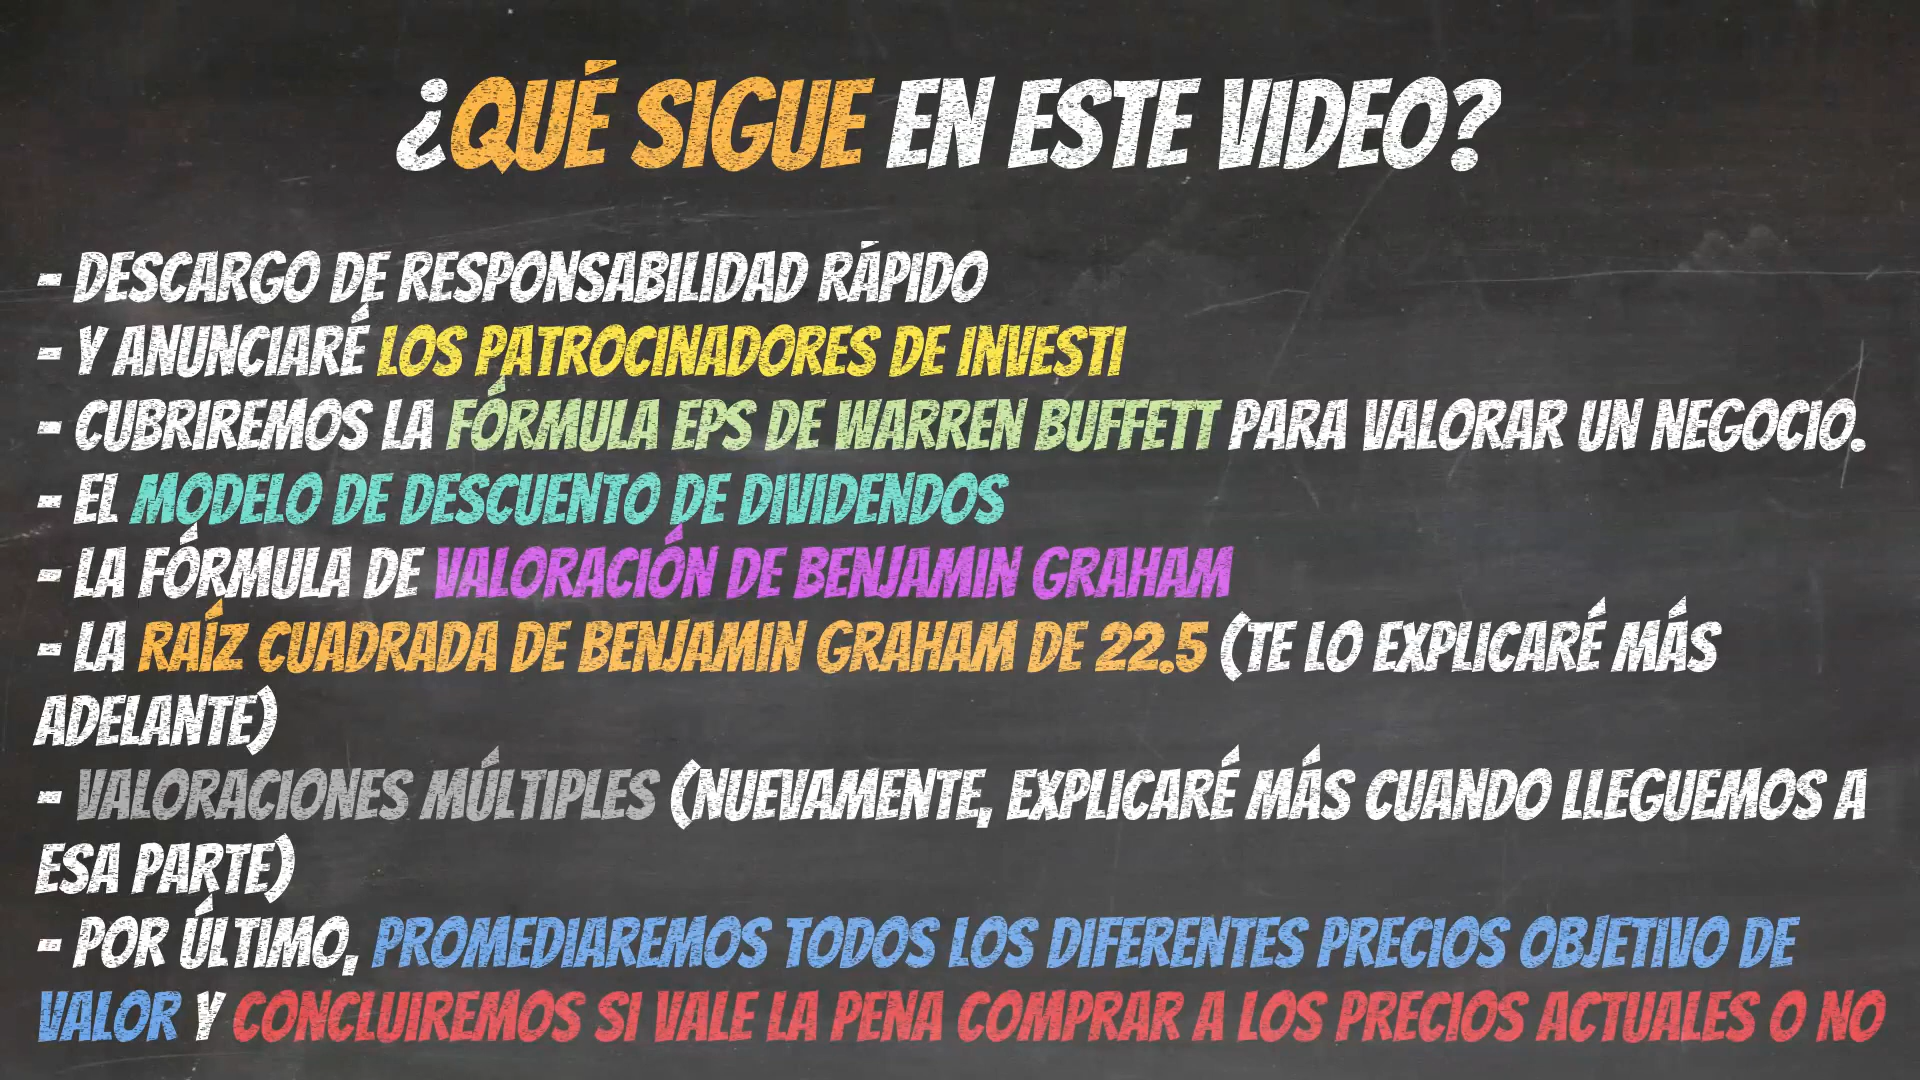 ¿QUÉ SIGUE EN ESTE VIDEO?
- DESCARGO DE RESPONSABILIDAD RÁPIDO
- Y ANUNCIARÉ LOS PATROCINADORES DE INVESTI
- CUBRIREMOS LA FÓRMULA EPS DE WARREN BUFFETT PARA VALORAR UN NEGOCIO.
- EL MODELO DE DESCUENTO DE DIVIDENDOS
- LA FÓRMULA DE VALORACIÓN DE BENJAMIN GRAHAM
- LA RAÍZ CUADRADA DE BENJAMIN GRAHAM DE 22.5 (TE LO EXPLICARÉ MÁS
ADELANTE)
- VALORACIONES MÚLTIPLES (NUEVAMENTE, EXPLICARÉ MÁS CUANDO LLEGUEMOS A
ESA PARTE)
- POR ÚLTIMO, PROMEDIAREMOS TODOS LOS DIFERENTES PRECIOS OBJETIVO DE
VALOR Y CONCLUIREMOS SI VALE LA PENA COMPRAR A LOS PRECIOS ACTUALES O NO